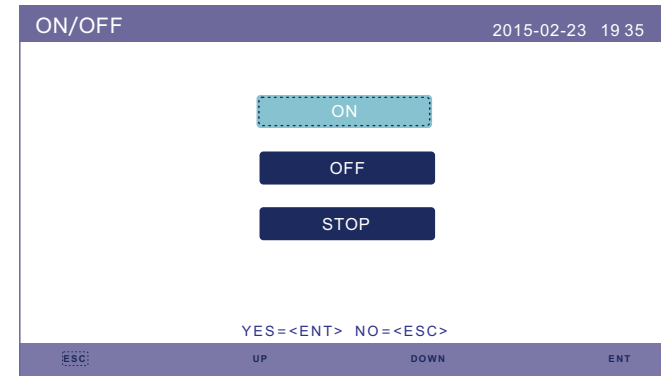 ON/OFF 2015-02-23 19 35
ON
OFF
STOP
YES=<ENT> NO=<ESC>
ESC UP DOWN ENT